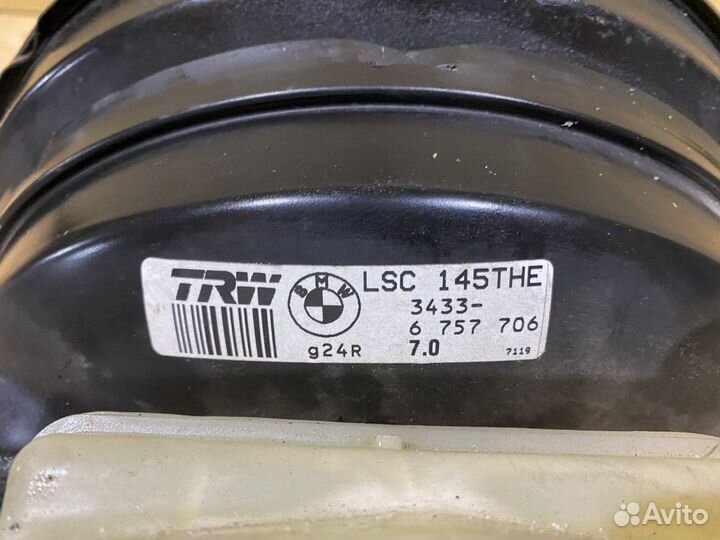 TRW
BMW
LSC 145THE
3433-
6 757 706
g24R
7.0
7119
Avito